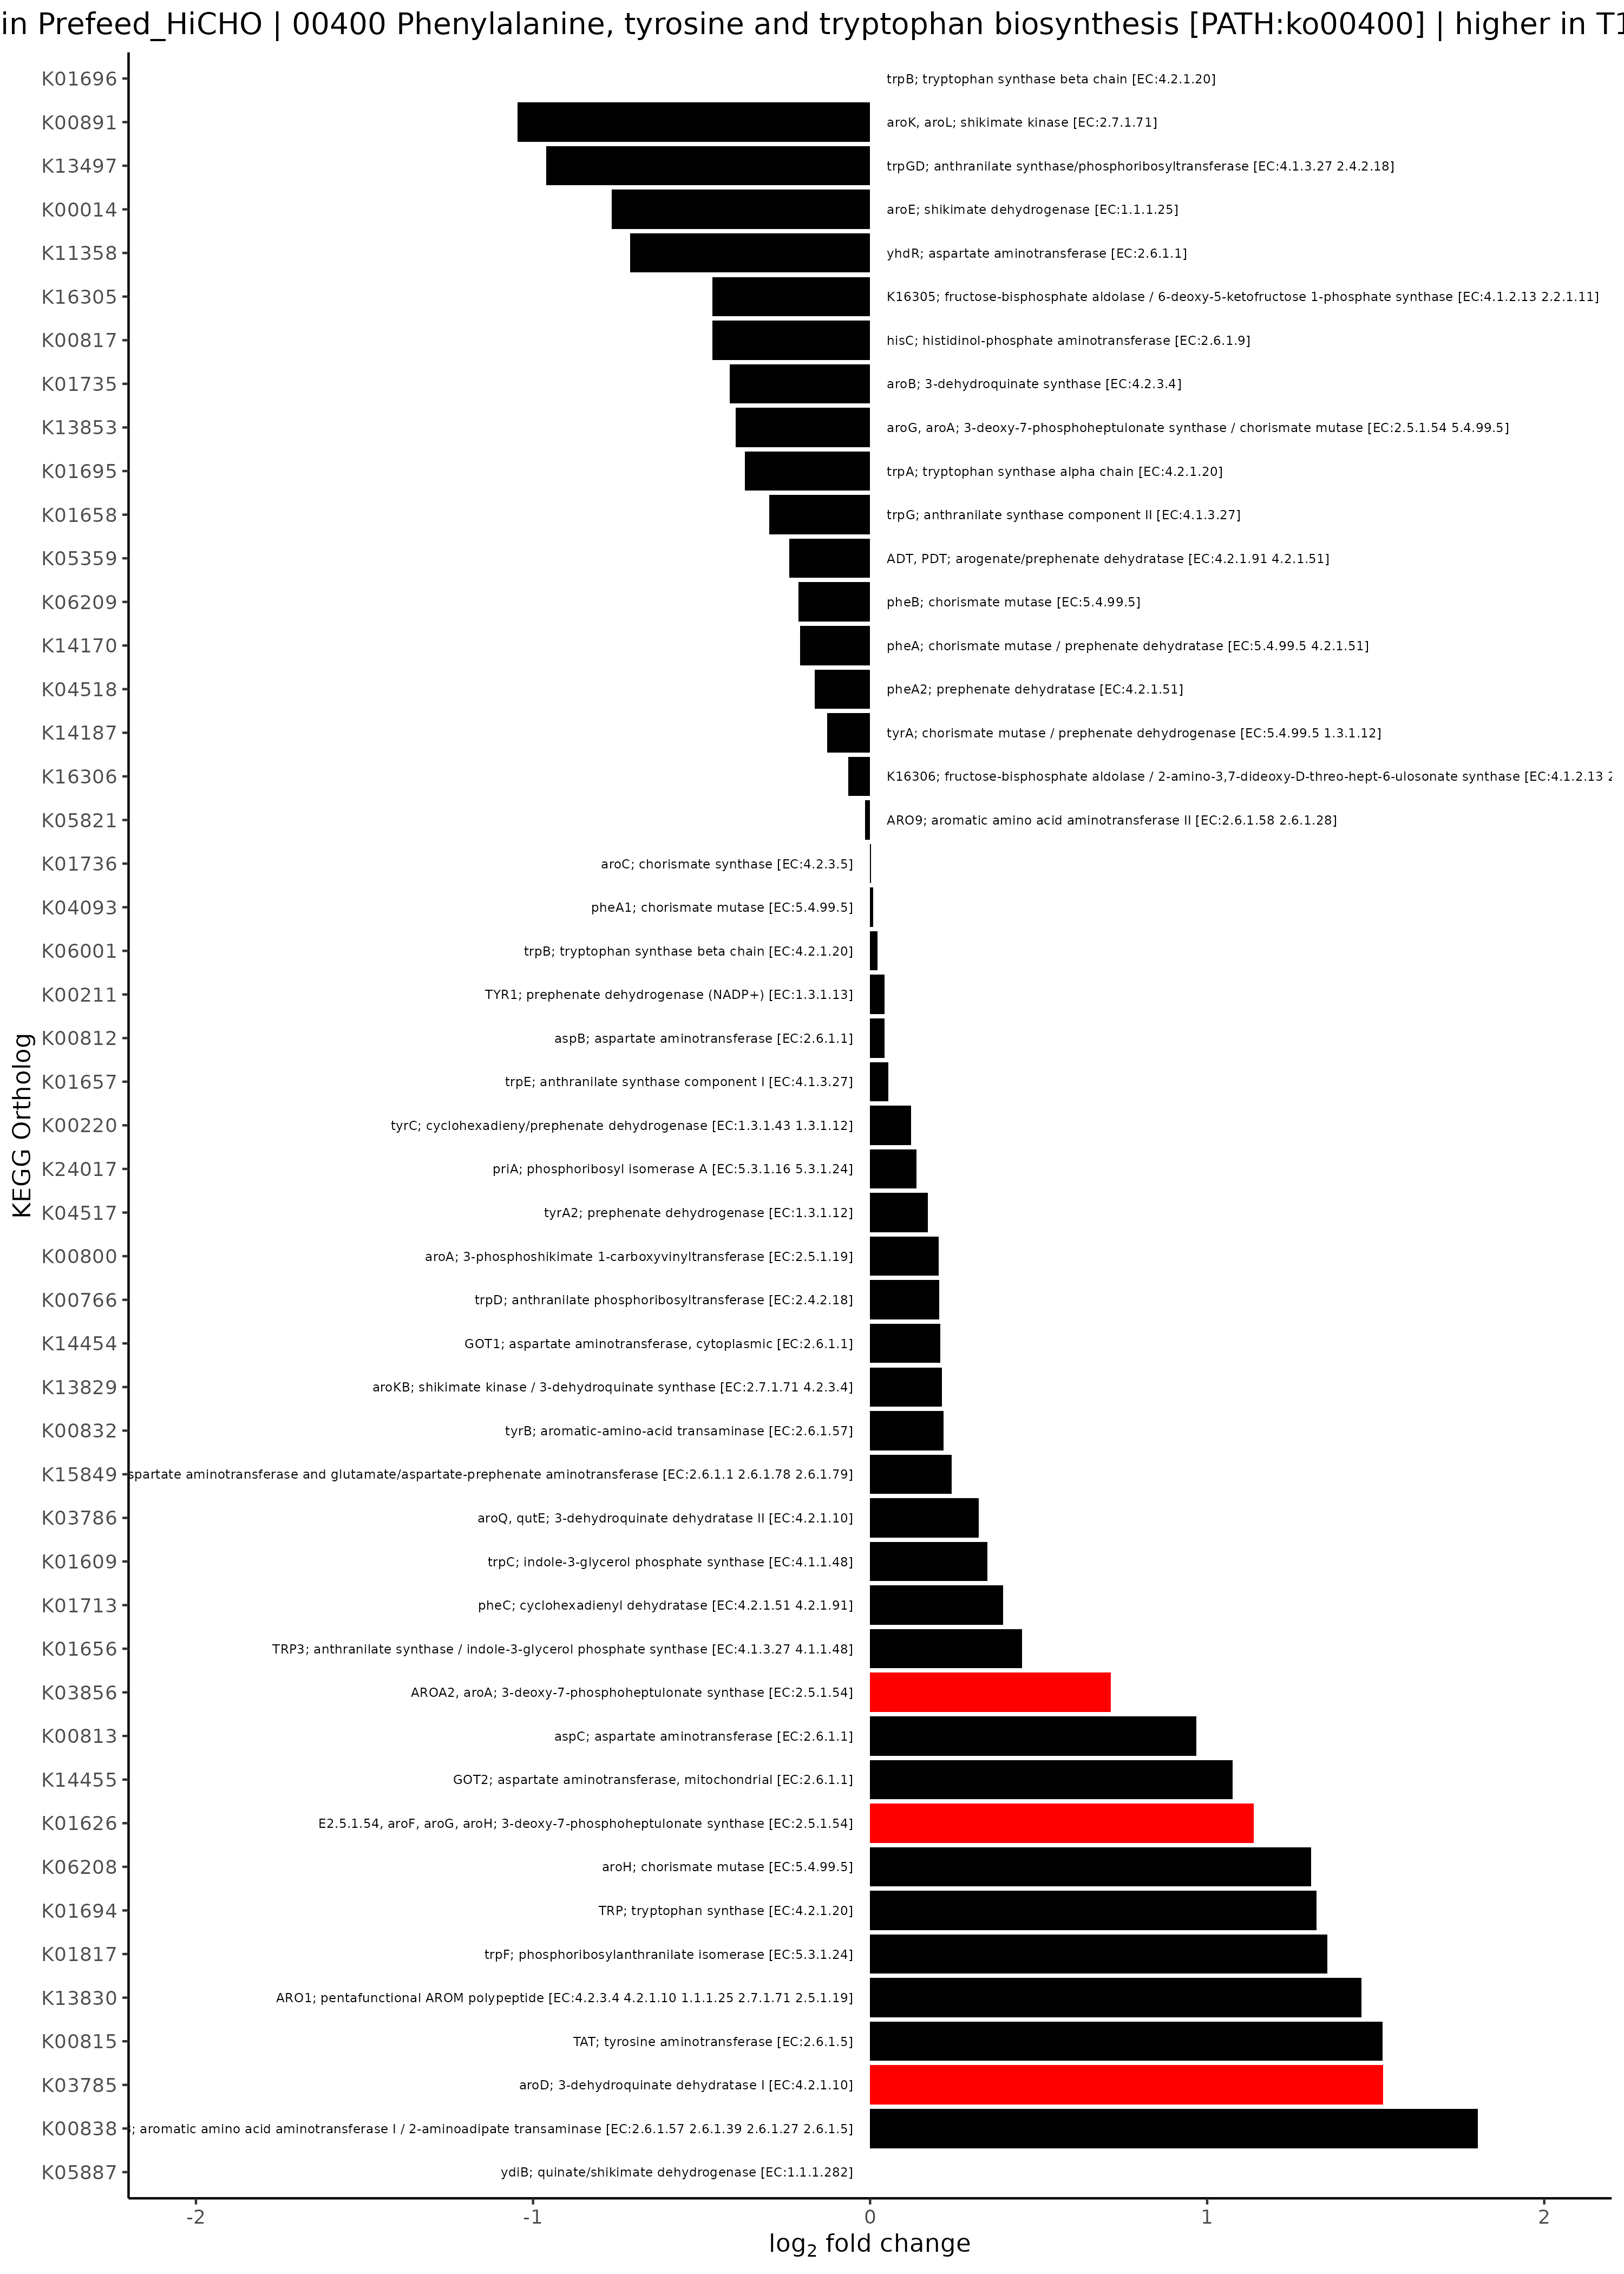 in Prefeed_HiCHO | 00400 Phenylalanine, tyrosine and tryptophan biosynthesis [PATH:ko00400] | higher in T1
KEGG Ortholog
K01696 trpB; tryptophan synthase beta chain [EC:4.2.1.20]
K00891 aroK, aroL; shikimate kinase [EC:2.7.1.71]
K13497 trpGD; anthranilate synthase/phosphoribosyltransferase [EC:4.1.3.27 2.4.2.18]
K00014 aroE; shikimate dehydrogenase [EC:1.1.1.25]
K11358 yhdR; aspartate aminotransferase [EC:2.6.1.1]
K16305 K16305; fructose-bisphosphate aldolase / 6-deoxy-5-ketofructose 1-phosphate synthase [EC:4.1.2.13 2.2.1.11]
K00817 hisC; histidinol-phosphate aminotransferase [EC:2.6.1.9]
K01735 aroB; 3-dehydroquinate synthase [EC:4.2.3.4]
K13853 aroG, aroA; 3-deoxy-7-phosphoheptulonate synthase / chorismate mutase [EC:2.5.1.54 5.4.99.5]
K01695 trpA; tryptophan synthase alpha chain [EC:4.2.1.20]
K01658 trpG; anthranilate synthase component II [EC:4.1.3.27]
K05359 ADT, PDT; arogenate/prephenate dehydratase [EC:4.2.1.91 4.2.1.51]
K06209 pheB; chorismate mutase [EC:5.4.99.5]
K14170 pheA; chorismate mutase / prephenate dehydratase [EC:5.4.99.5 4.2.1.51]
K04518 pheA2; prephenate dehydratase [EC:4.2.1.51]
K14187 tyrA; chorismate mutase / prephenate dehydrogenase [EC:5.4.99.5 1.3.1.12]
K16306 K16306; fructose-bisphosphate aldolase / 2-amino-3,7-dideoxy-D-threo-hept-6-ulosonate synthase [EC:4.1.2.13
K05821 ARO9; aromatic amino acid aminotransferase II [EC:2.6.1.58 2.6.1.28]
K01736 aroC; chorismate synthase [EC:4.2.3.5]
K04093 pheA1; chorismate mutase [EC:5.4.99.5]
K06001 trpB; tryptophan synthase beta chain [EC:4.2.1.20]
K00211 TYR1; prephenate dehydrogenase (NADP+) [EC:1.3.1.13]
K00812 aspB; aspartate aminotransferase [EC:2.6.1.1]
K01657 trpE; anthranilate synthase component I [EC:4.1.3.27]
K00220 tyrC; cyclohexadieny/prephenate dehydrogenase [EC:1.3.1.43 1.3.1.12]
K24017 priA; phosphoribosyl isomerase A [EC:5.3.1.16 5.3.1.24]
K04517 tyrA2; prephenate dehydrogenase [EC:1.3.1.12]
K00800 aroA; 3-phosphoshikimate 1-carboxyvinyltransferase [EC:2.5.1.19]
K00766 trpD; anthranilate phosphoribosyltransferase [EC:2.4.2.18]
K14454 GOT1; aspartate aminotransferase, cytoplasmic [EC:2.6.1.1]
K13829 aroKB; shikimate kinase / 3-dehydroquinate synthase [EC:2.7.1.71 4.2.3.4]
K00832 tyrB; aromatic-amino-acid transaminase [EC:2.6.1.57]
K15849 spartate aminotransferase and glutamate/aspartate-prephenate aminotransferase [EC:2.6.1.1 2.6.1.78 2.6.1.79]
K03786 aroQ, qutE; 3-dehydroquinate dehydratase II [EC:4.2.1.10]
K01609 trpC; indole-3-glycerol phosphate synthase [EC:4.1.1.48]
K01713 pheC; cyclohexadienyl dehydratase [EC:4.2.1.51 4.2.1.91]
K01656 TRP3; anthranilate synthase / indole-3-glycerol phosphate synthase [EC:4.1.3.27 4.1.1.48]
K03856 AROA2, aroA; 3-deoxy-7-phosphoheptulonate synthase [EC:2.5.1.54]
K00813 aspC; aspartate aminotransferase [EC:2.6.1.1]
K14455 GOT2; aspartate aminotransferase, mitochondrial [EC:2.6.1.1]
K01626 E2.5.1.54, aroF, aroG, aroH; 3-deoxy-7-phosphoheptulonate synthase [EC:2.5.1.54]
K06208 aroH; chorismate mutase [EC:5.4.99.5]
K01694 TRP; tryptophan synthase [EC:4.2.1.20]
K01817 trpF; phosphoribosylanthranilate isomerase [EC:5.3.1.24]
K13830 ARO1; pentafunctional AROM polypeptide [EC:4.2.3.4 4.2.1.10 1.1.1.25 2.7.1.71 2.5.1.19]
K00815 TAT; tyrosine aminotransferase [EC:2.6.1.5]
K03785 aroD; 3-dehydroquinate dehydratase I [EC:4.2.1.10]
K00838 ; aromatic amino acid aminotransferase I / 2-aminoadipate transaminase [EC:2.6.1.57 2.6.1.39 2.6.1.27 2.6.1.5]
K05887 ydiB; quinate/shikimate dehydrogenase [EC:1.1.1.282]
-2 -1 0 1 2
log2 fold change